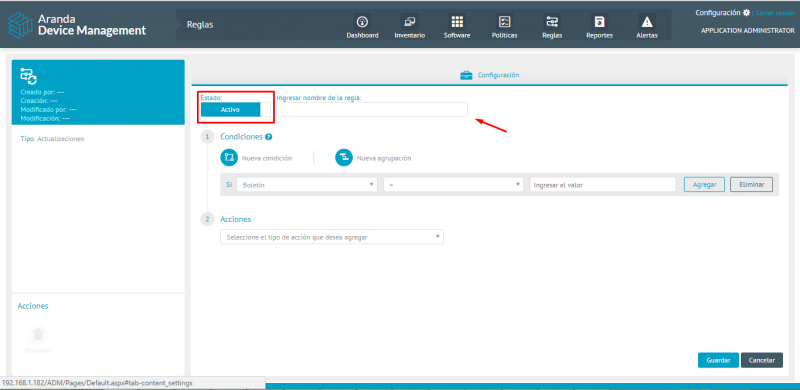 Aranda
Device Management
Reglas
Dashboard
Inventario
Software
Políticas
Reglas
Reportes
Alertas
Configuración | Cerrar sesión
APPLICATION ADMINISTRATOR
Creado por: ---
Creación: ---
Modificado por: ---
Modificación: ---
Tipo Actualizaciones
Acciones
Eliminar
Configuración
Estado:
Activo
Ingresar nombre de la regla:
1 Condiciones ?
Nueva condición
Nueva agrupación
Si Boletín = Ingresar el valor Agregar Eliminar
2 Acciones
Seleccione el tipo de acción que desea agregar
Guardar Cancelar
192.168.1.182/ADM/Pages/Default.aspx#tab-content_settings